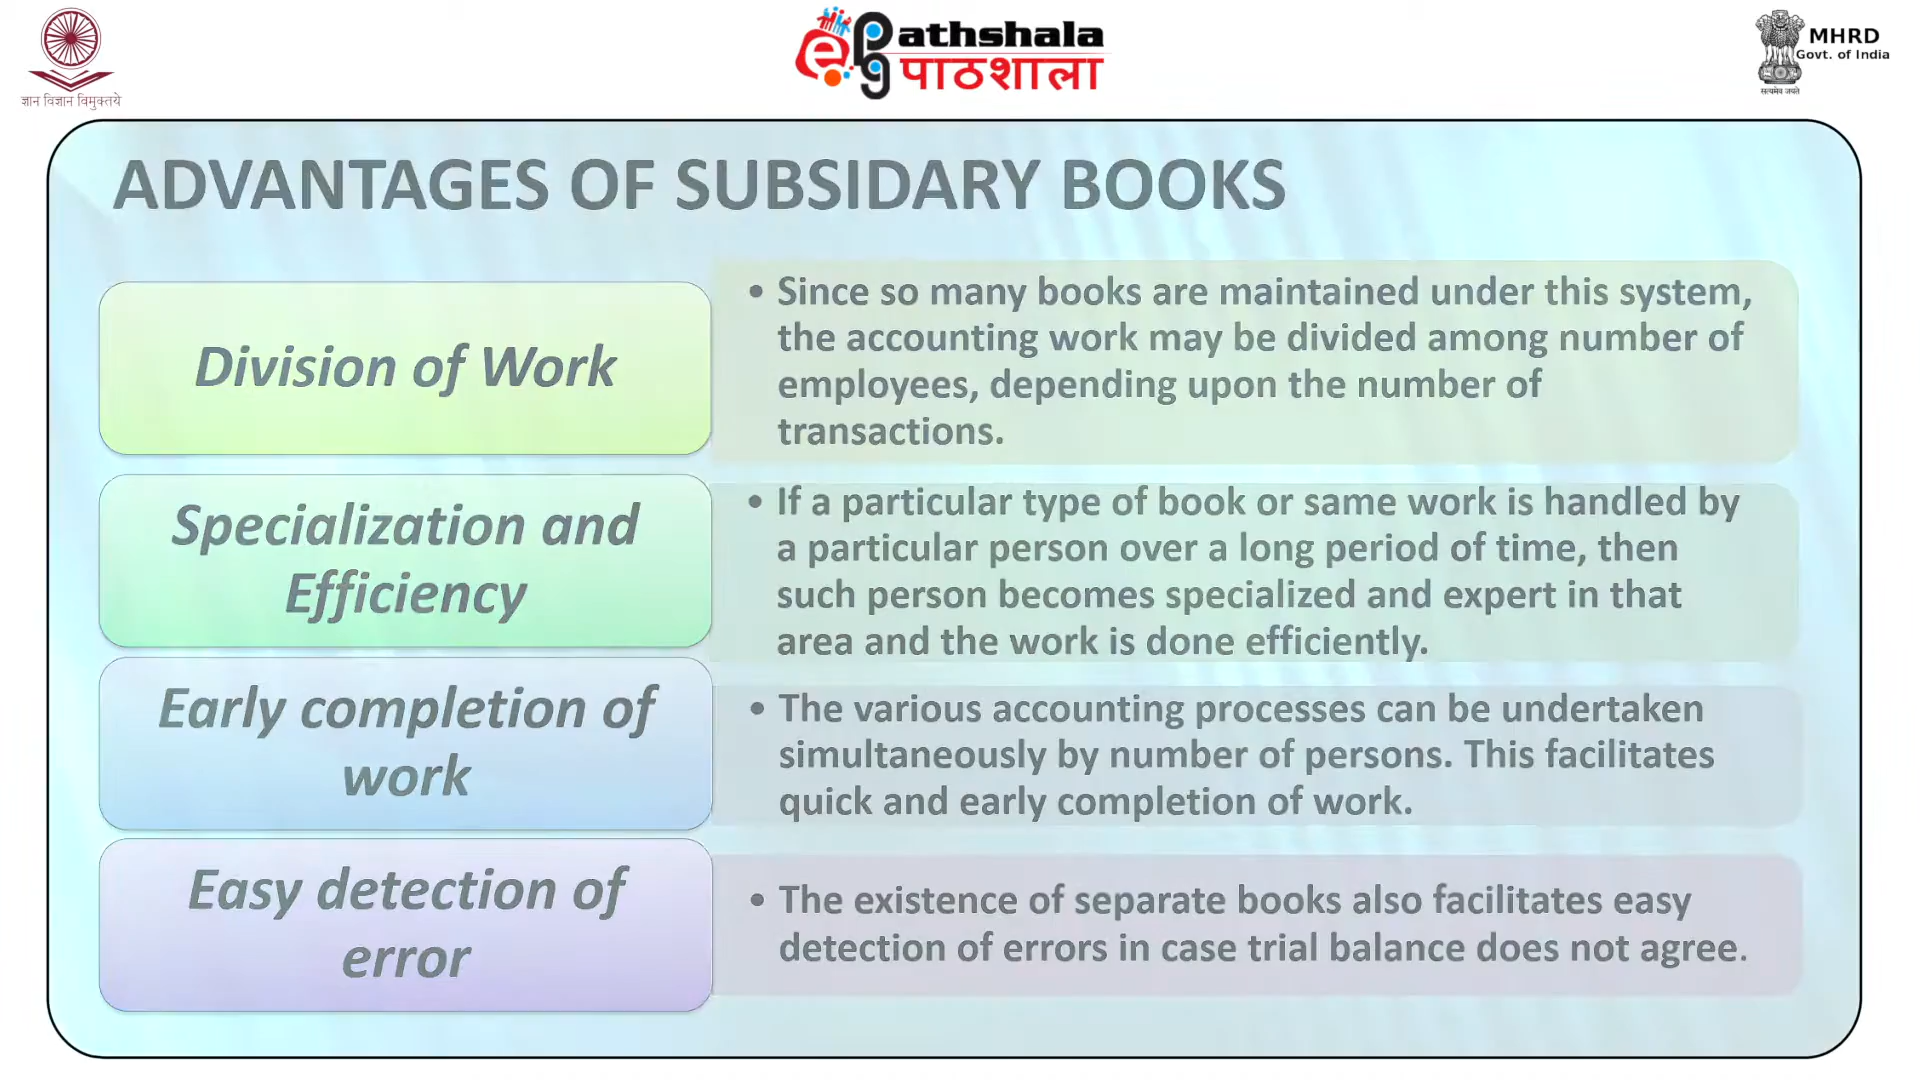 ज्ञान विज्ञान विमुक्तये
ePathshala
पाठशाला
MHRD
Govt. of India
सत्यमेव जयते
ADVANTAGES OF SUBSIDARY BOOKS
Division of Work
• Since so many books are maintained under this system,
the accounting work may be divided among number of
employees, depending upon the number of
transactions.
Specialization and
Efficiency
• If a particular type of book or same work is handled by
a particular person over a long period of time, then
such person becomes specialized and expert in that
area and the work is done efficiently.
Early completion of
work
• The various accounting processes can be undertaken
simultaneously by number of persons. This facilitates
quick and early completion of work.
Easy detection of
error
• The existence of separate books also facilitates easy
detection of errors in case trial balance does not agree.